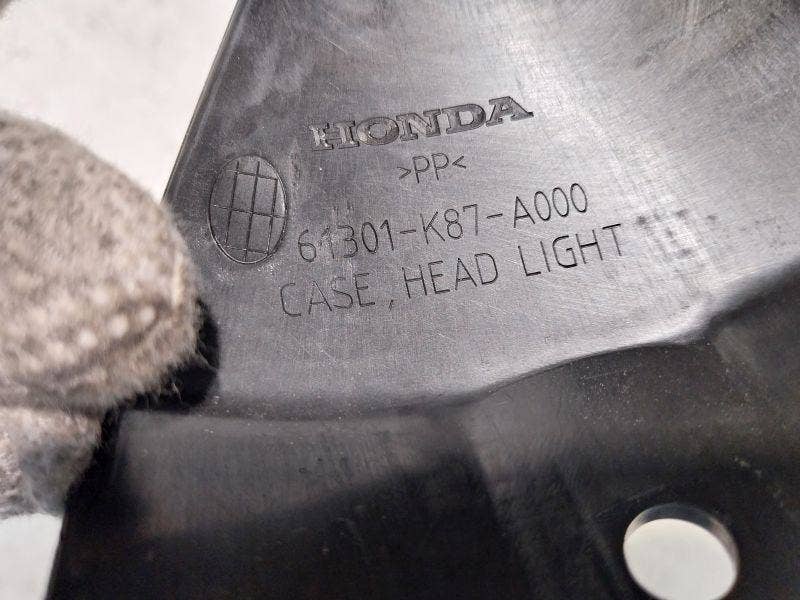 HONDA
>PP<
61301-K87-A000
CASE, HEAD LIGHT